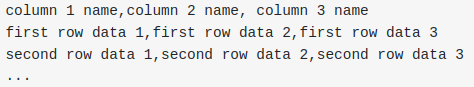 column 1 name,column 2 name, column 3 name
first row data 1,first row data 2,first row data 3
second row data 1,second row data 2,second row data 3
...